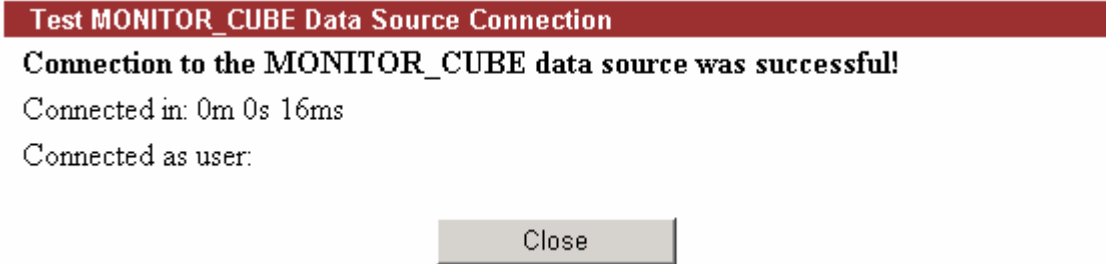 Test MONITOR_CUBE Data Source Connection
Connection to the MONITOR_CUBE data source was successful!
Connected in: 0m 0s 16ms
Connected as user:
Close